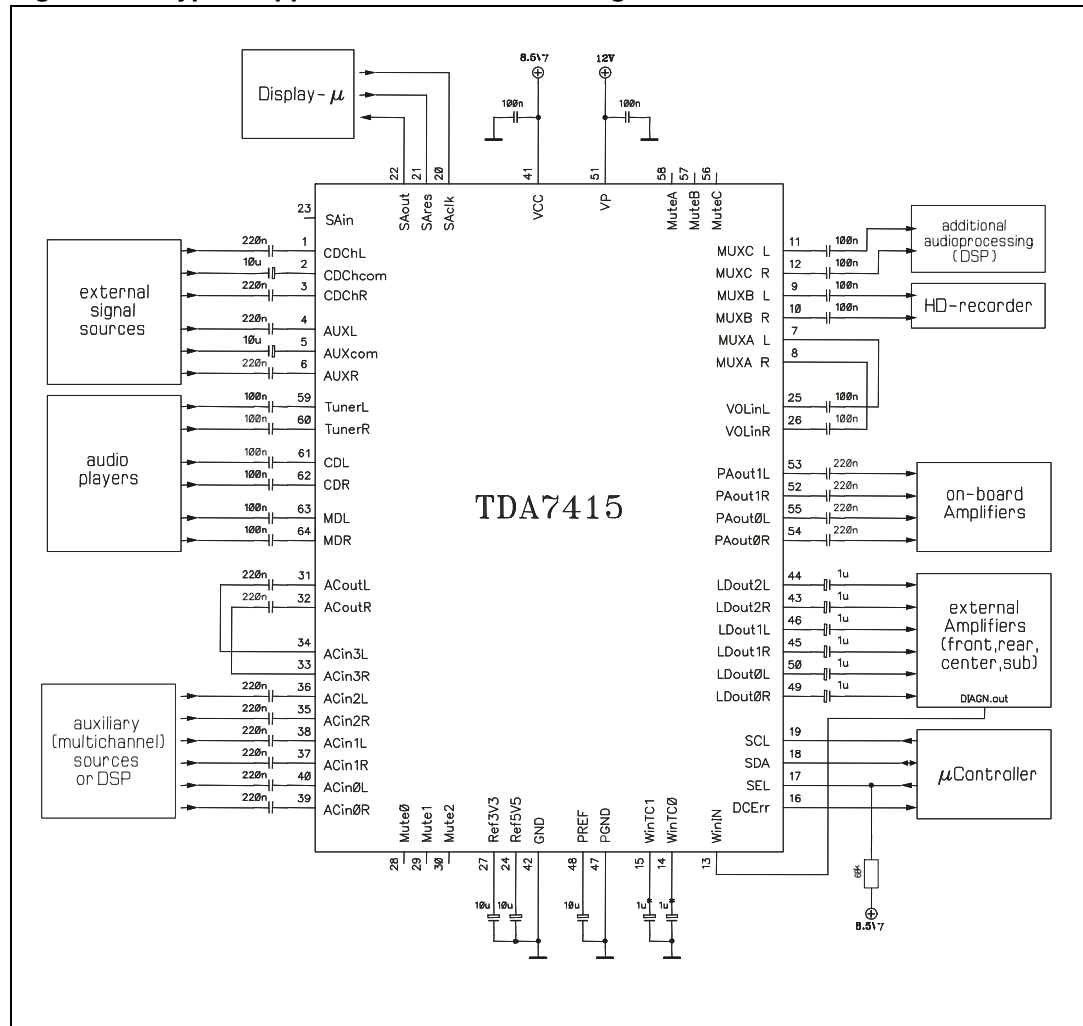 Display-μ
8.5V
12V
100n
100n
22
21
20
41
51
58
57
56
SAout
SAres
SAclk
VCC
VP
MuteA
MuteB
MuteC
23
SAin
external
signal
sources
220n 1 CDChL
10u 2 CDChcom
220n 3 CDChR
220n 4 AUXL
10u 5 AUXcom
220n 6 AUXR
audio
players
100n 59 TunerL
100n 60 TunerR
100n 61 CDL
100n 62 CDR
100n 63 MDL
100n 64 MDR
220n 31 ACoutL
220n 32 ACoutR
34 ACin3L
33 ACin3R
auxiliary
(multichannel)
sources
or DSP
220n 36 ACin2L
220n 35 ACin2R
220n 38 ACin1L
220n 37 ACin1R
220n 40 ACin0L
220n 39 ACin0R
TDA7415
MUXC L 11 100n
MUXC R 12 100n
additional
audioprocessing
(DSP)
MUXB L 9 100n
MUXB R 10 100n
HD-recorder
MUXA L 7
MUXA R 8
VOLinL 25 100n
VOLinR 26 100n
PAout1L 53 220n
PAout1R 52 220n
PAout0L 55 220n
PAout0R 54 220n
on-board
Amplifiers
LDout2L 44 1u
LDout2R 43 1u
LDout1L 46 1u
LDout1R 45 1u
LDout0L 50 1u
LDout0R 49 1u
external
Amplifiers
(front,rear,
center,sub)
DIAGN.out
SCL 19
SDA 18
SEL 17
DCErr 16
μController
68k
8.5V
Mute0
Mute1
Mute2
Ref3V3
Ref5V5
GND
PREF
PGND
WinTC1
WinTC0
WinIN
28
29
30
27
24
42
48
47
15
14
13
10u
10u
10u
1u*
1u*